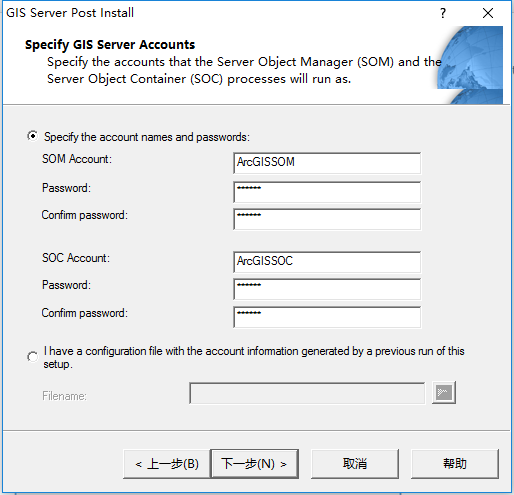 GIS Server Post Install
Specify GIS Server Accounts
Specify the accounts that the Server Object Manager (SOM) and the
Server Object Container (SOC) processes will run as.
Specify the account names and passwords:
SOM Account: ArcGISSOM
Password: ******
Confirm password: ******
SOC Account: ArcGISSOC
Password: ******
Confirm password: ******
I have a configuration file with the account information generated by a previous run of this
setup.
Filename:
< 上一步(B) 下一步(N) > 取消 帮助